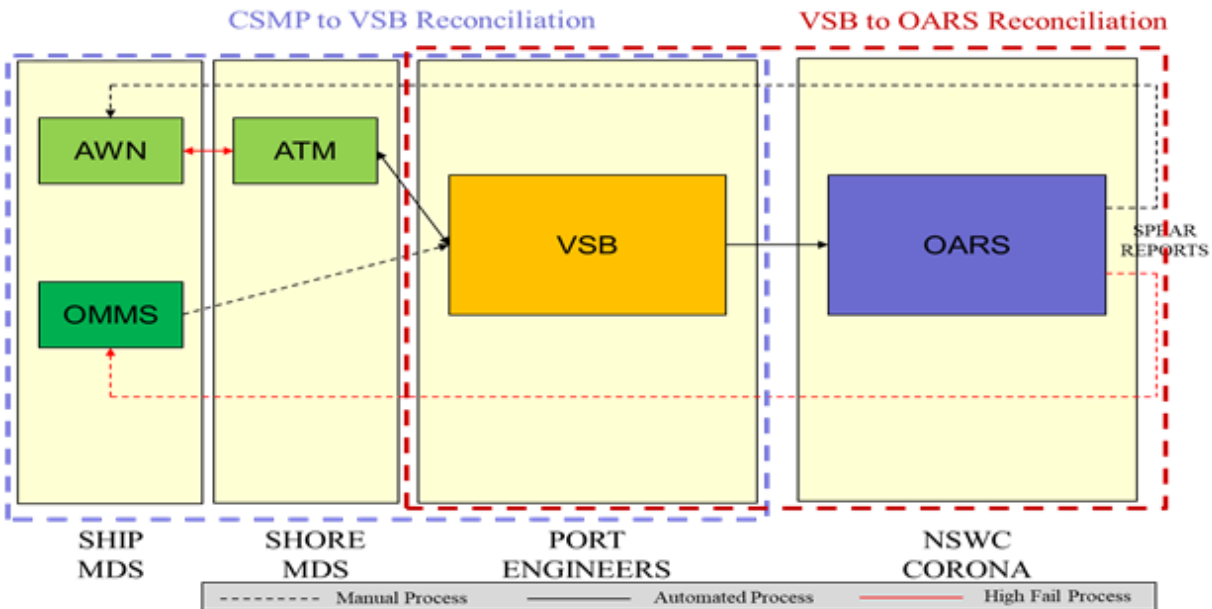 CSMP to VSB Reconciliation
VSB to OARS Reconciliation
AWN
ATM
VSB
OARS
SPEAR
REPORTS
OMMS
SHIP
MDS
SHORE
MDS
PORT
ENGINEERS
NSWC
CORONA
Manual Process
Automated Process
High Fail Process